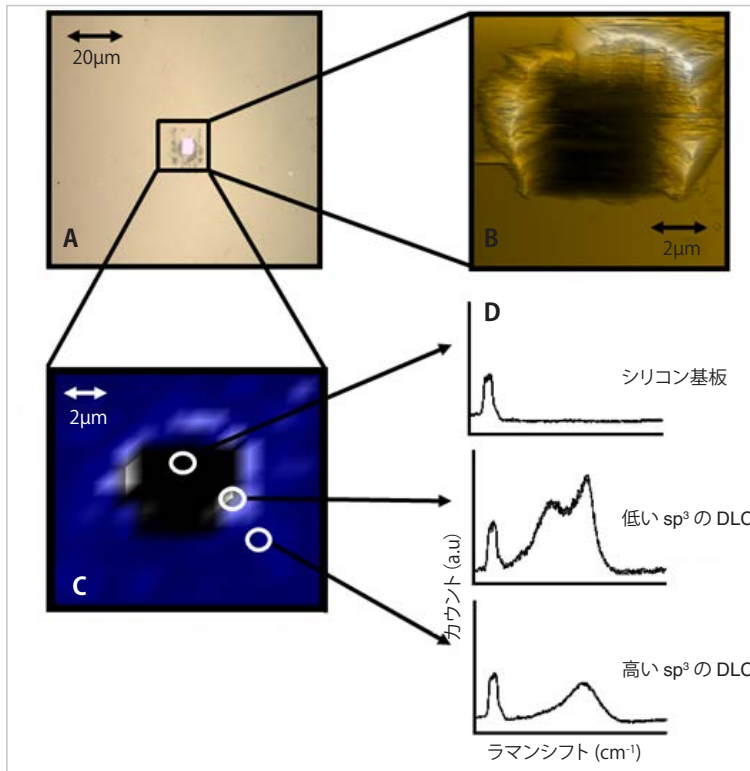 20μm
A
B
2μm
2μm
C
D
シリコン基板
低い sp³ の DLC
高い sp³ の DLC
カウント (a.u)
ラマンシフト (cm⁻¹)